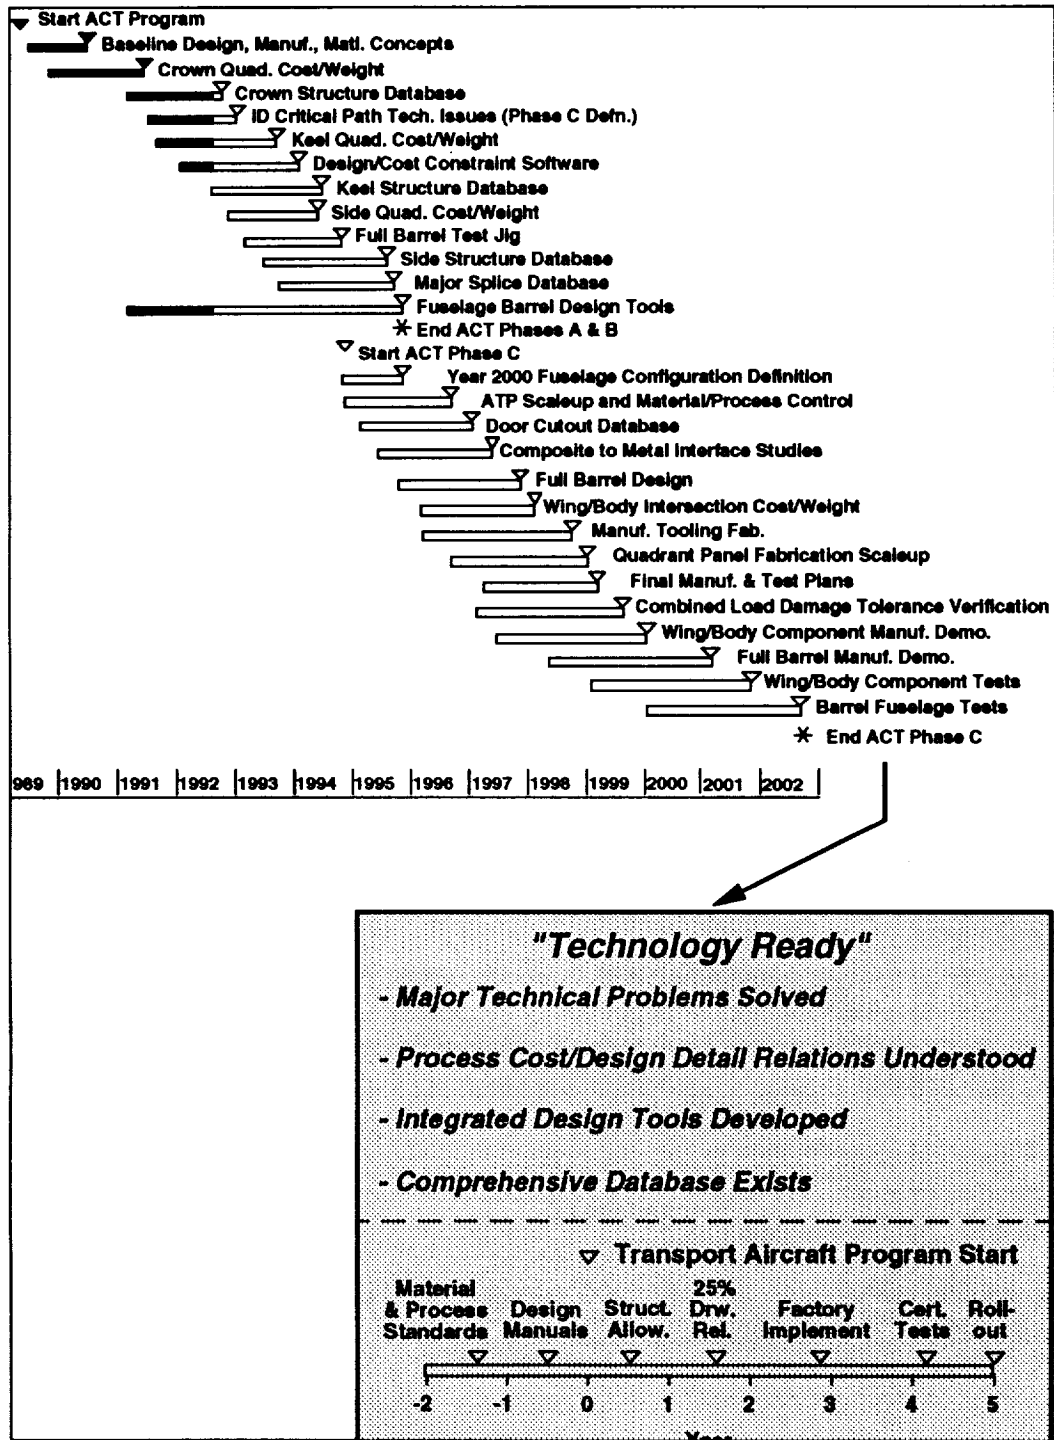 Start ACT Program
Baseline Design, Manuf., Matl. Concepts
Crown Quad. Cost/Weight
Crown Structure Database
ID Critical Path Tech. Issues (Phase C Defn.)
Keel Quad. Cost/Weight
Design/Cost Constraint Software
Keel Structure Database
Side Quad. Cost/Weight
Full Barrel Test Jig
Side Structure Database
Major Splice Database
Fuselage Barrel Design Tools
End ACT Phases A & B
Start ACT Phase C
Year 2000 Fuselage Configuration Definition
ATP Scaleup and Material/Process Control
Door Cutout Database
Composite to Metal Interface Studies
Full Barrel Design
Wing/Body Intersection Cost/Weight
Manuf. Tooling Fab.
Quadrant Panel Fabrication Scaleup
Final Manuf. & Test Plans
Combined Load Damage Tolerance Verification
Wing/Body Component Manuf. Demo.
Full Barrel Manuf. Demo.
Wing/Body Component Tests
Barrel Fuselage Tests
End ACT Phase C
989 1990 1991 1992 1993 1994 1995 1996 1997 1998 1999 2000 2001 2002
"Technology Ready"
- Major Technical Problems Solved
- Process Cost/Design Detail Relations Understood
- Integrated Design Tools Developed
- Comprehensive Database Exists
Transport Aircraft Program Start
Material 25%
& Process Design Struct. Drw. Factory Cert. Roll-
Standards Manuals Allow. Rel. Implement Tests out
-2 -1 0 1 2 3 4 5